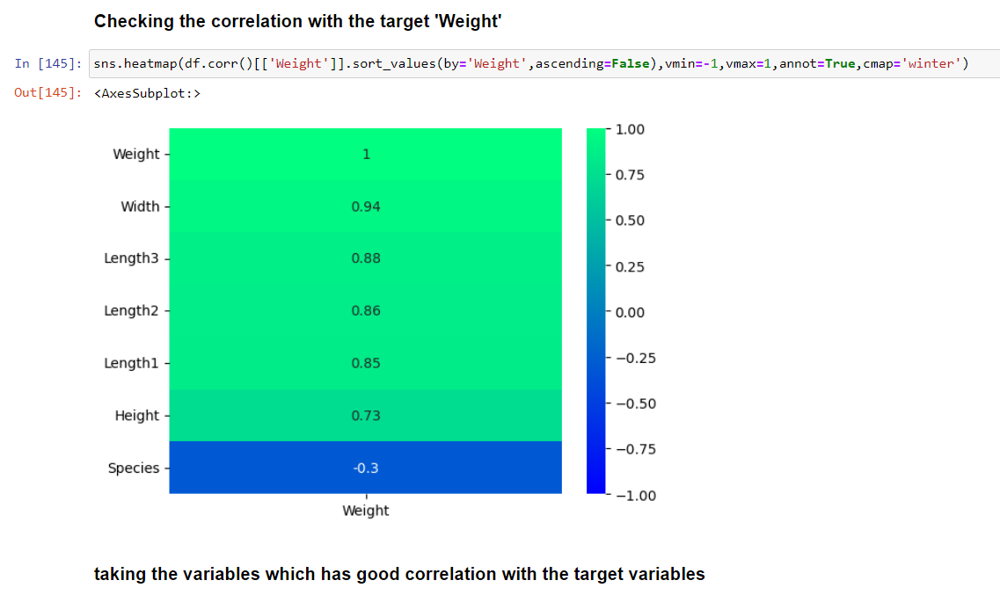 Checking the correlation with the target 'Weight'
In [145]: sns.heatmap(df.corr()[['Weight']].sort_values(by='Weight',ascending=False),vmin=-1,vmax=1,annot=True,cmap='winter')
Out[145]: <AxesSubplot:>
Weight
1
Width
0.94
Length3
0.88
Length2
0.86
Length1
0.85
Height
0.73
Species
-0.3
Weight
1.00
0.75
0.50
0.25
0.00
−0.25
−0.50
−0.75
−1.00
taking the variables which has good correlation with the target variables